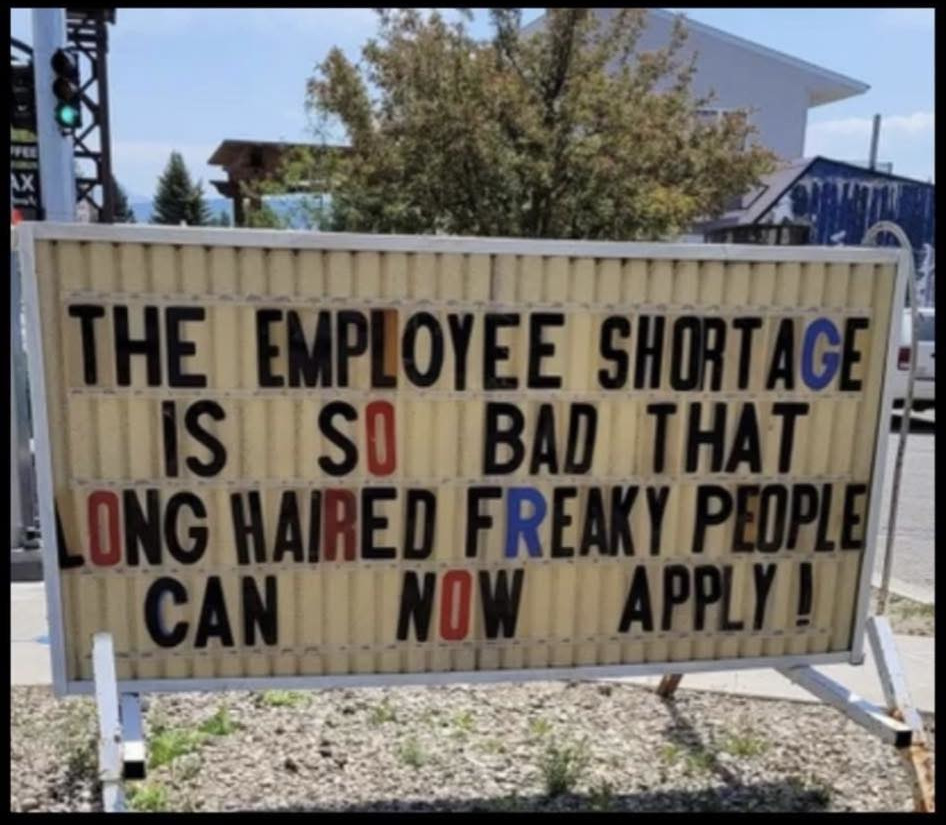 THE EMPLOYEE SHORTAGE
IS SO BAD THAT
LONG HAIRED FREAKY PEOPLE
CAN NOW APPLY!